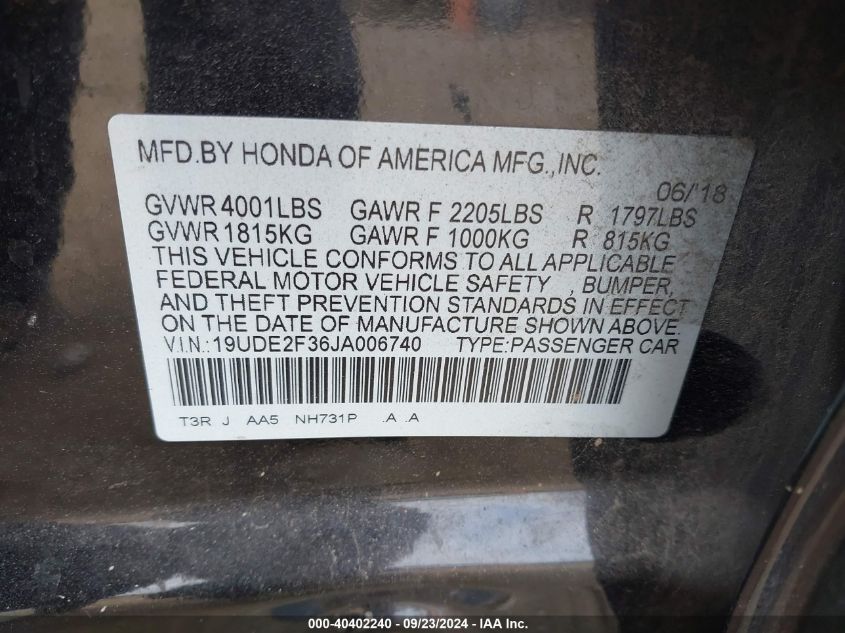 MFD.BY HONDA OF AMERICA MFG.,INC.
06/'18
GVWR 4001LBS GAWR F 2205LBS R 1797LBS
GVWR 1815KG GAWR F 1000KG R 815KG
THIS VEHICLE CONFORMS TO ALL APPLICABLE
FEDERAL MOTOR VEHICLE SAFETY , BUMPER,
AND THEFT PREVENTION STANDARDS IN EFFECT
ON THE DATE OF MANUFACTURE SHOWN ABOVE.
V.I.N.:19UDE2F36JA006740 TYPE:PASSENGER CAR
T3R J AA5 NH731P .A .A
000-40402240 - 09/23/2024 - IAA Inc.